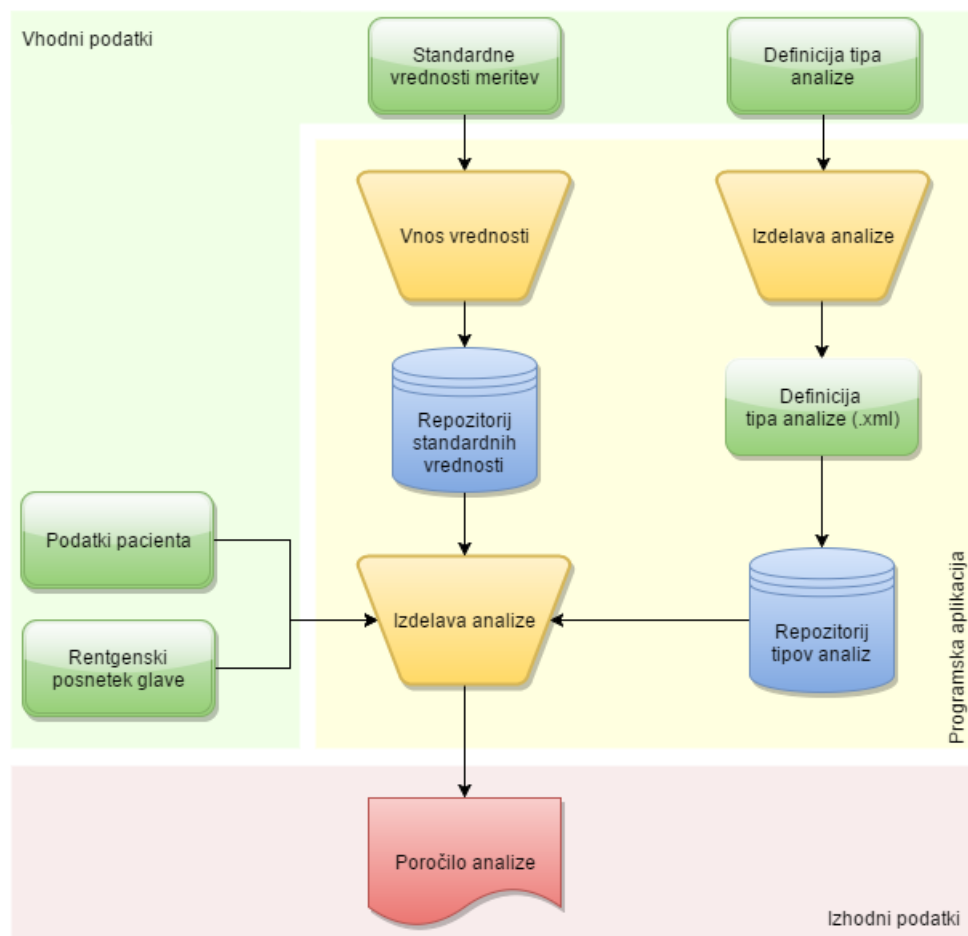 Vhodni podatki
Standardne
vrednosti meritev
Definicija tipa
analize
Vnos vrednosti
Izdelava analize
Repozitorij
standardnih
vrednosti
Definicija
tipa analize (.xml)
Podatki pacienta
Rentgenski
posnetek glave
Izdelava analize
Repozitorij
tipov analiz
Programska aplikacija
Poročilo analize
Izhodni podatki